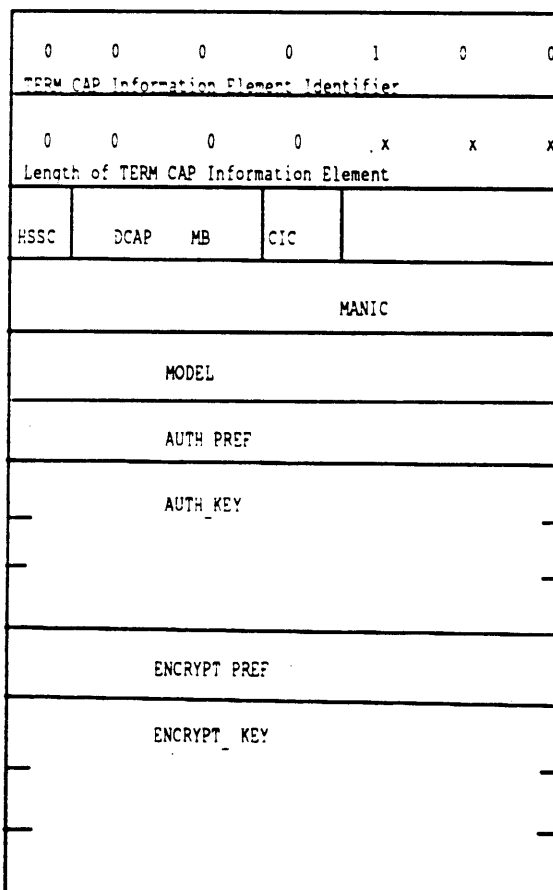 0 0 0 0 1 0 0
TERM CAP Information Element Identifier
0 0 0 0 x x x
Length of TERM CAP Information Element
HSSC DCAP MB CIC
MANIC
MODEL
AUTH PREF
AUTH_KEY
ENCRYPT PREF
ENCRYPT_ KEY